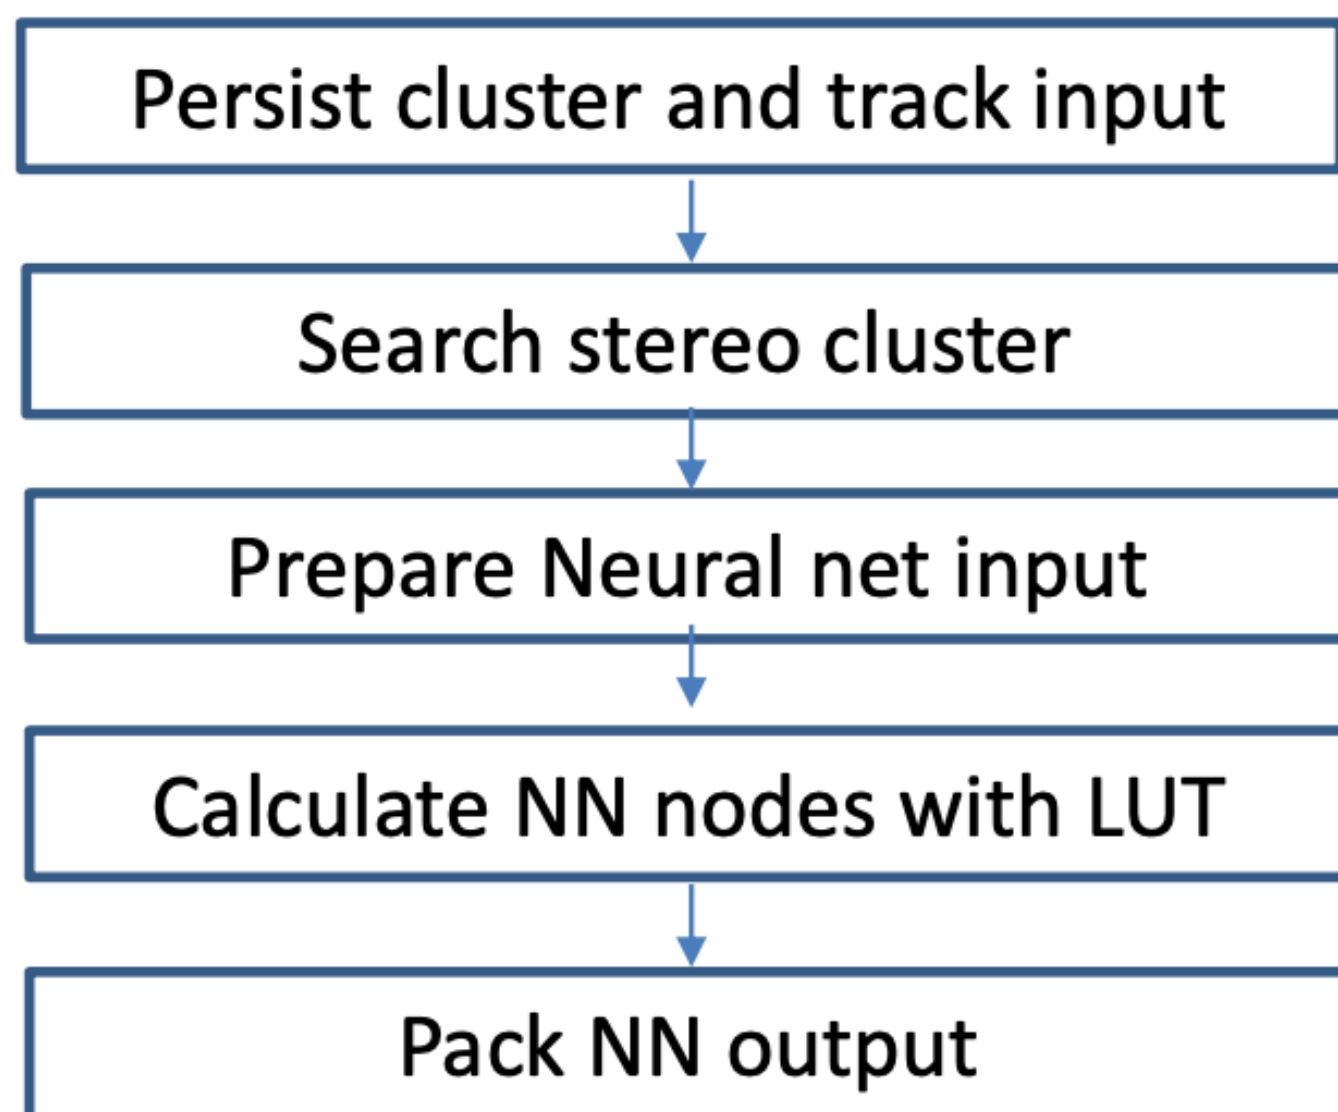 Persist cluster and track input
Search stereo cluster
Prepare Neural net input
Calculate NN nodes with LUT
Pack NN output